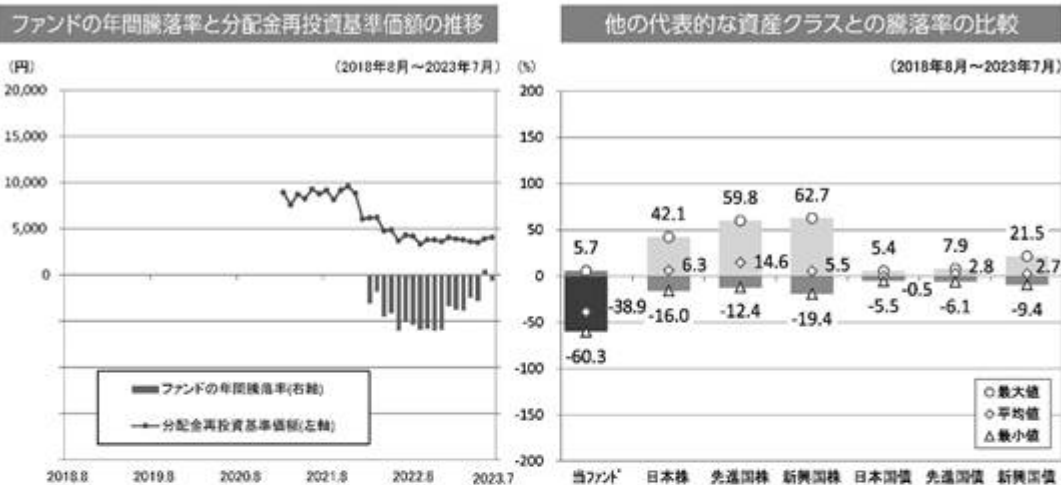 ファンドの年間騰落率と分配金再投資基準価額の推移
(円)
(2018年8月～2023年7月)
20,000
15,000
10,000
5,000
0
ファンドの年間騰落率(右軸)
分配金再投資基準価額(左軸)
2018.8 2019.8 2020.8 2021.8 2022.8 2023.7
他の代表的な資産クラスとの騰落率の比較
(%)
(2018年8月～2023年7月)
200
150
100
50
0
-50
-100
-150
-200
5.7 42.1 59.8 62.7 5.4 7.9 21.5
-38.9 6.3 14.6 5.5 -0.5 2.8 2.7
-60.3 -16.0 -12.4 -19.4 -5.5 -6.1 -9.4
○最大値
◇平均値
△最小値
当ファンド 日本株 先進国株 新興国株 日本国債 先進国債 新興国債